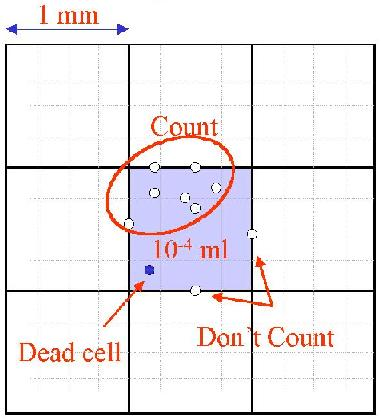 1 mm
Count
10⁻⁴ ml
Don't Count
Dead cell